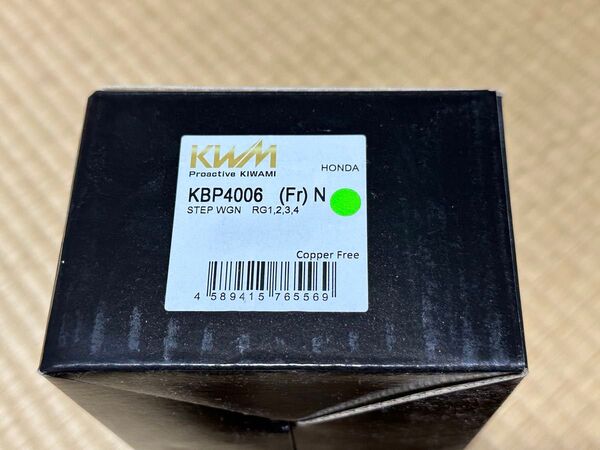 KWM
Proactive KIWAMI
HONDA
KBP4006 (Fr) N
STEP WGN RG1,2,3,4
Copper Free
4 589415 765569